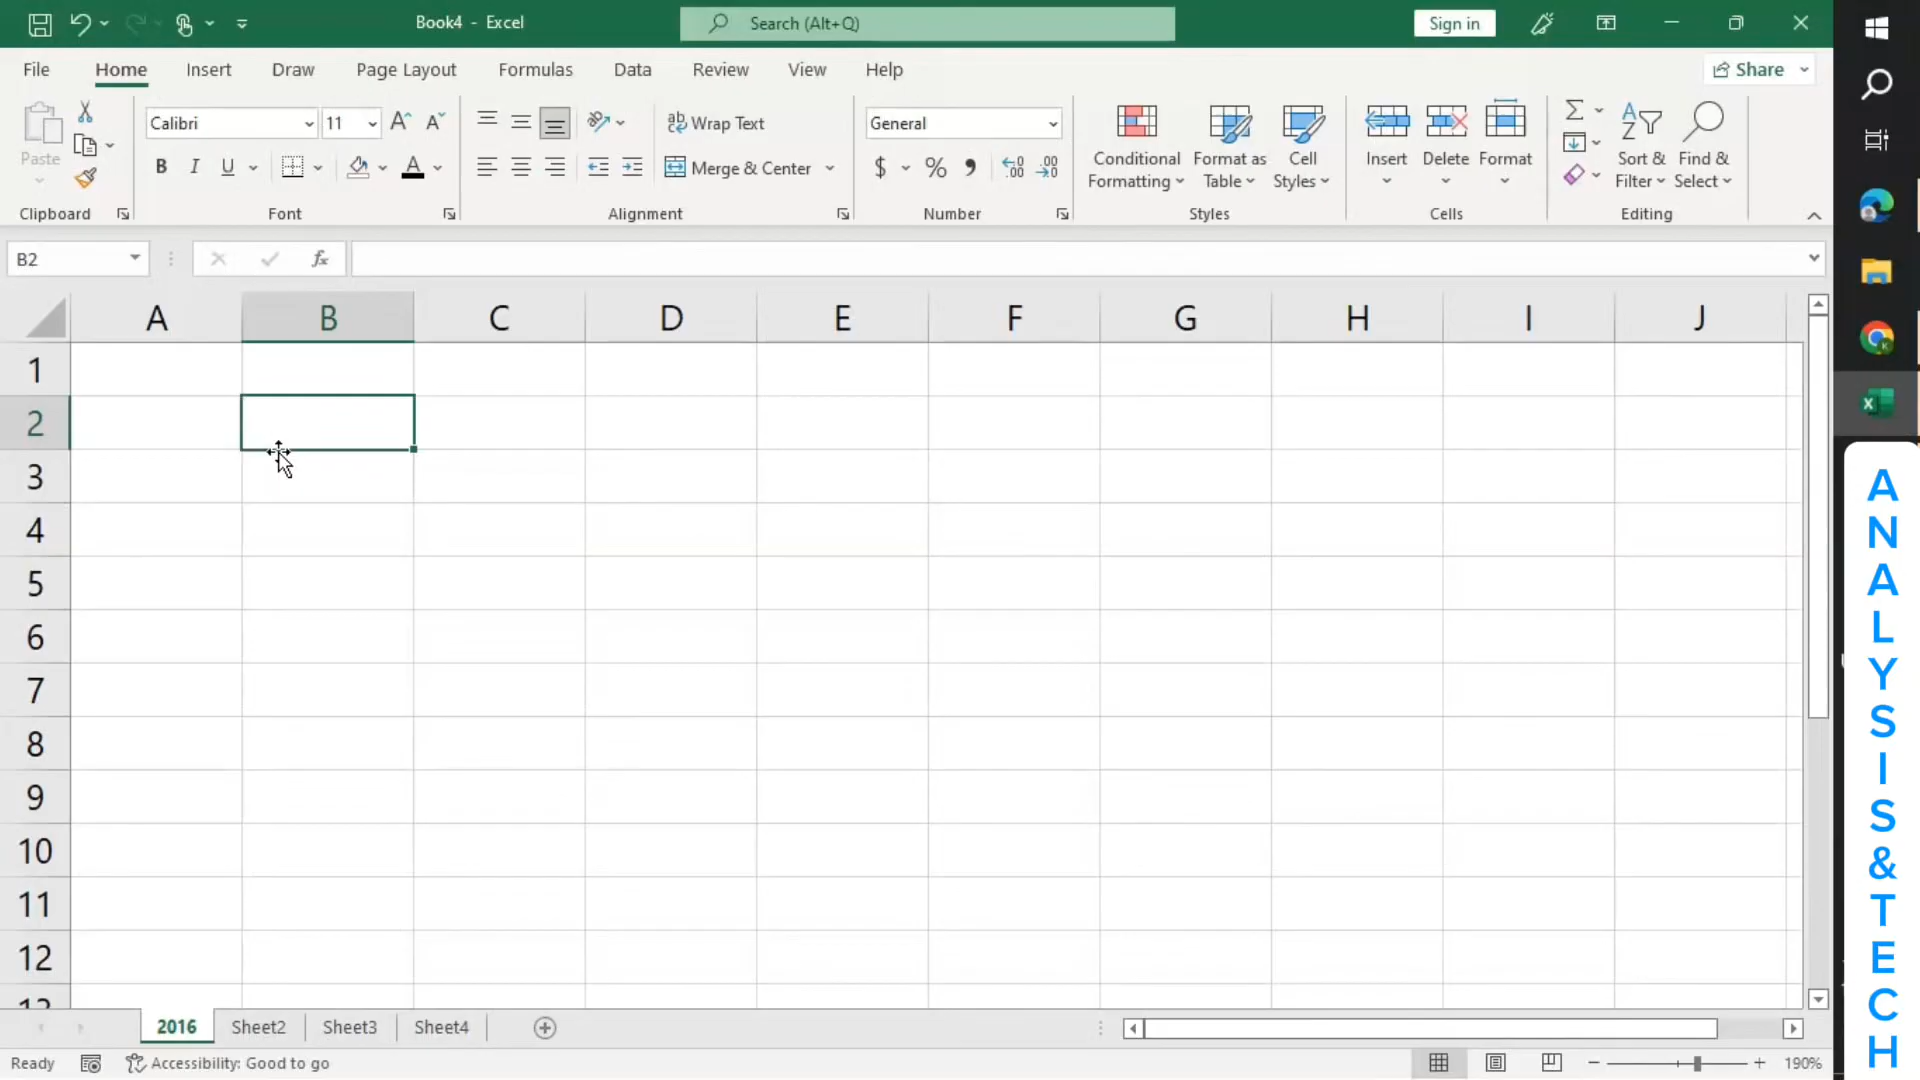 Book4 - Excel
Search (Alt+Q)
Sign in
File Home Insert Draw Page Layout Formulas Data Review View Help
Share
Paste
Calibri
11
B I U
A
ab Wrap Text
Merge & Center
General
$ % ,
Conditional Formatting
Format as Table
Cell Styles
Insert
Delete
Format
Sort & Filter
Find & Select
Clipboard Font Alignment Number Styles Cells Editing
B2
fx
A B C D E F G H I J
1
2
3
4
5
6
7
8
9
10
11
12
13
2016 Sheet2 Sheet3 Sheet4
Ready
Accessibility: Good to go
190%
A
N
A
L
Y
S
I
S
&
T
E
C
H